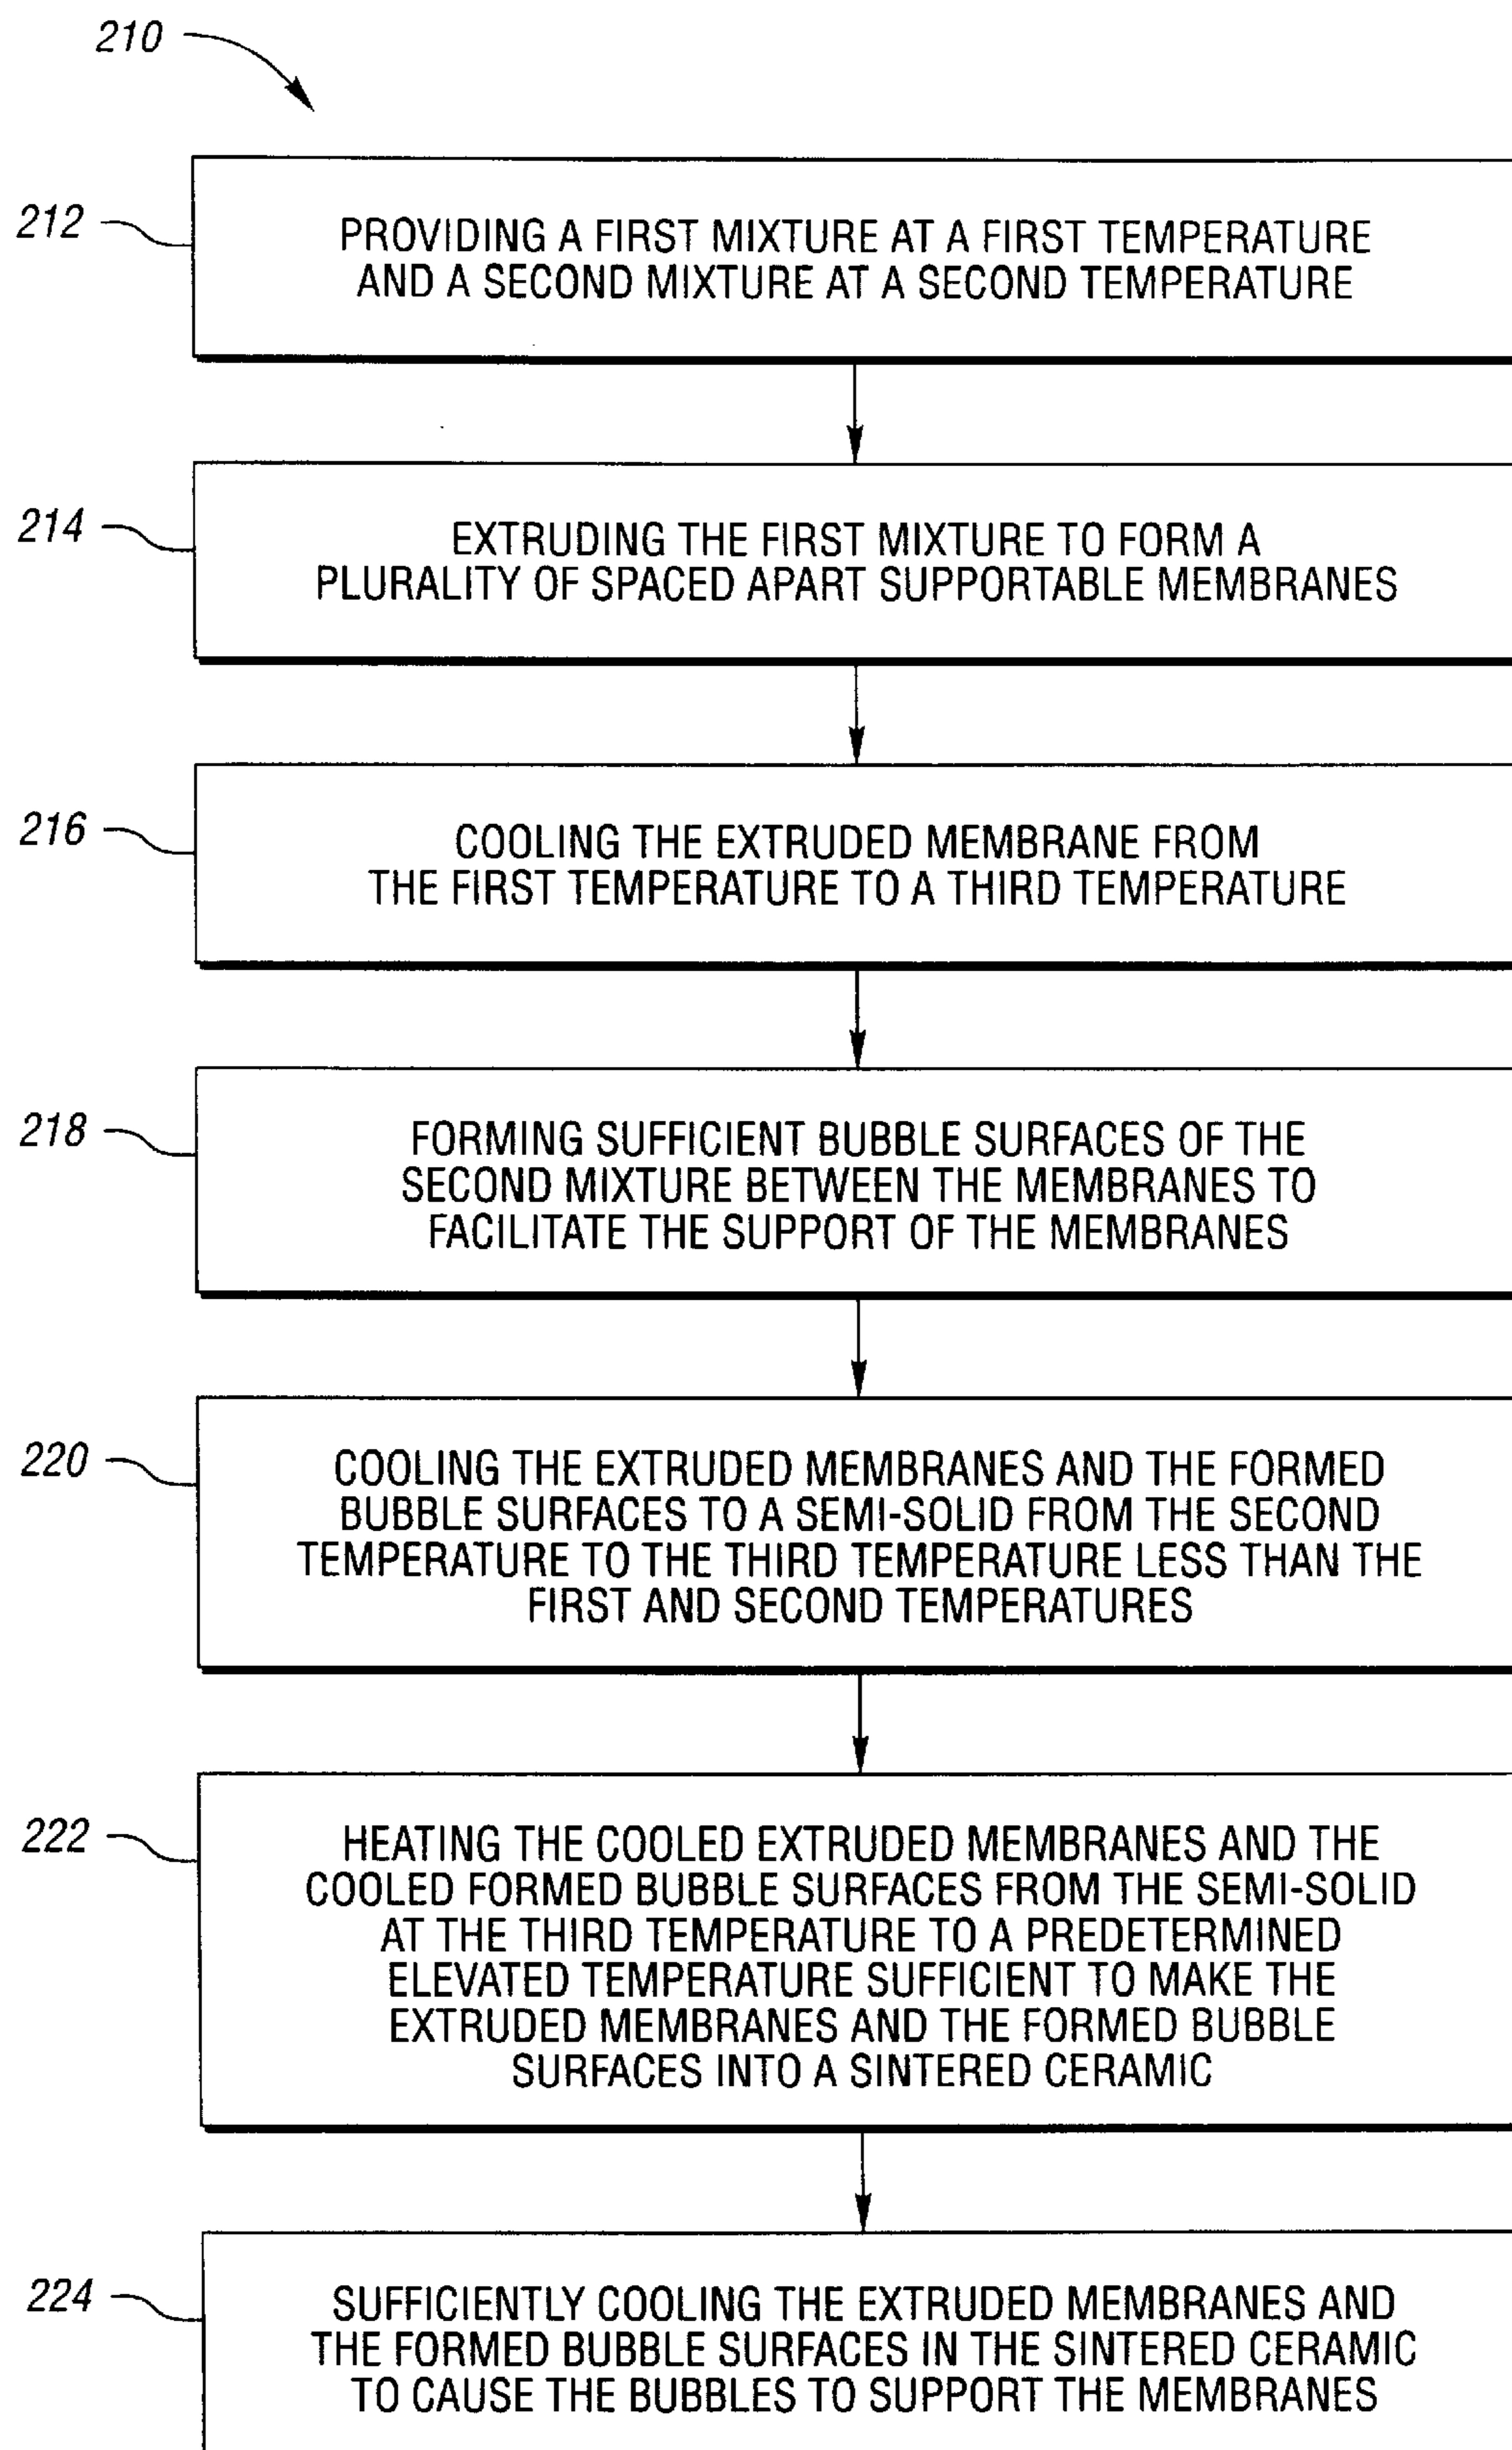 210
212
PROVIDING A FIRST MIXTURE AT A FIRST TEMPERATURE
AND A SECOND MIXTURE AT A SECOND TEMPERATURE
214
EXTRUDING THE FIRST MIXTURE TO FORM A
PLURALITY OF SPACED APART SUPPORTABLE MEMBRANES
216
COOLING THE EXTRUDED MEMBRANE FROM
THE FIRST TEMPERATURE TO A THIRD TEMPERATURE
218
FORMING SUFFICIENT BUBBLE SURFACES OF THE
SECOND MIXTURE BETWEEN THE MEMBRANES TO
FACILITATE THE SUPPORT OF THE MEMBRANES
220
COOLING THE EXTRUDED MEMBRANES AND THE FORMED
BUBBLE SURFACES TO A SEMI-SOLID FROM THE SECOND
TEMPERATURE TO THE THIRD TEMPERATURE LESS THAN THE
FIRST AND SECOND TEMPERATURES
222
HEATING THE COOLED EXTRUDED MEMBRANES AND THE
COOLED FORMED BUBBLE SURFACES FROM THE SEMI-SOLID
AT THE THIRD TEMPERATURE TO A PREDETERMINED
ELEVATED TEMPERATURE SUFFICIENT TO MAKE THE
EXTRUDED MEMBRANES AND THE FORMED BUBBLE
SURFACES INTO A SINTERED CERAMIC
224
SUFFICIENTLY COOLING THE EXTRUDED MEMBRANES AND
THE FORMED BUBBLE SURFACES IN THE SINTERED CERAMIC
TO CAUSE THE BUBBLES TO SUPPORT THE MEMBRANES